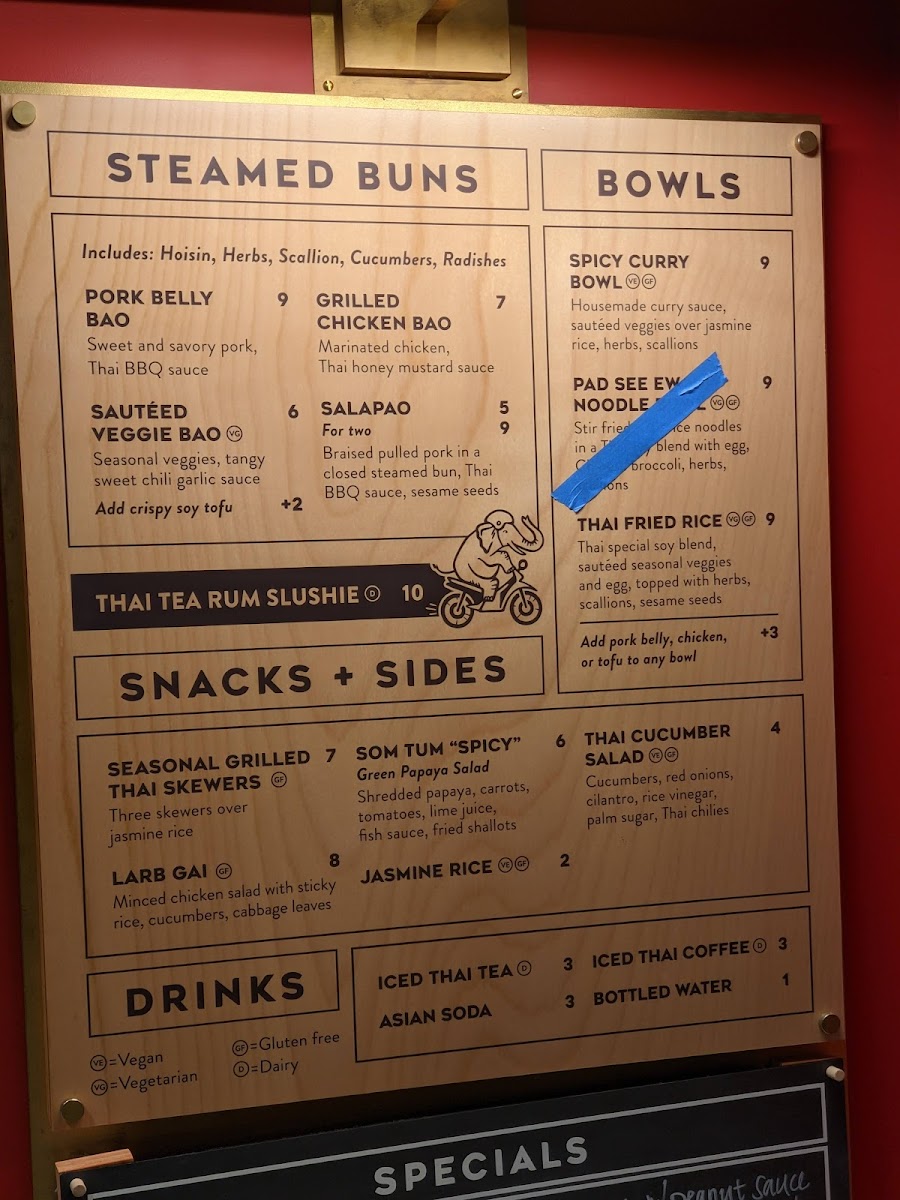 STEAMED BUNS
Includes: Hoisin, Herbs, Scallion, Cucumbers, Radishes
PORK BELLY 9
BAO
Sweet and savory pork,
Thai BBQ sauce
GRILLED 7
CHICKEN BAO
Marinated chicken,
Thai honey mustard sauce
SAUTÉED 6
VEGGIE BAO VG
Seasonal veggies, tangy
sweet chili garlic sauce
Add crispy soy tofu +2
SALAPAO 5
For two 9
Braised pulled pork in a
closed steamed bun, Thai
BBQ sauce, sesame seeds
THAI TEA RUM SLUSHIE D 10
BOWLS
SPICY CURRY 9
BOWL VE GF
Housemade curry sauce,
sautéed veggies over jasmine
rice, herbs, scallions
PAD SEE EW 9
NOODLE VG GF
Stir fried noodles
in a blend with egg,
broccoli, herbs,
THAI FRIED RICE VG GF 9
Thai special soy blend,
sautéed seasonal veggies
and egg, topped with herbs,
scallions, sesame seeds
Add pork belly, chicken, +3
or tofu to any bowl
SNACKS + SIDES
SEASONAL GRILLED 7
THAI SKEWERS GF
Three skewers over
jasmine rice
LARB GAI GF 8
Minced chicken salad with sticky
rice, cucumbers, cabbage leaves
SOM TUM "SPICY" 6
Green Papaya Salad
Shredded papaya, carrots,
tomatoes, lime juice,
fish sauce, fried shallots
JASMINE RICE VE GF 2
THAI CUCUMBER 4
SALAD VE GF
Cucumbers, red onions,
cilantro, rice vinegar,
palm sugar, Thai chilies
DRINKS
ICED THAI TEA D 3
ICED THAI COFFEE D 3
ASIAN SODA 3
BOTTLED WATER 1
VE=Vegan
GF=Gluten free
VG=Vegetarian
D=Dairy
SPECIALS
peanut sauce